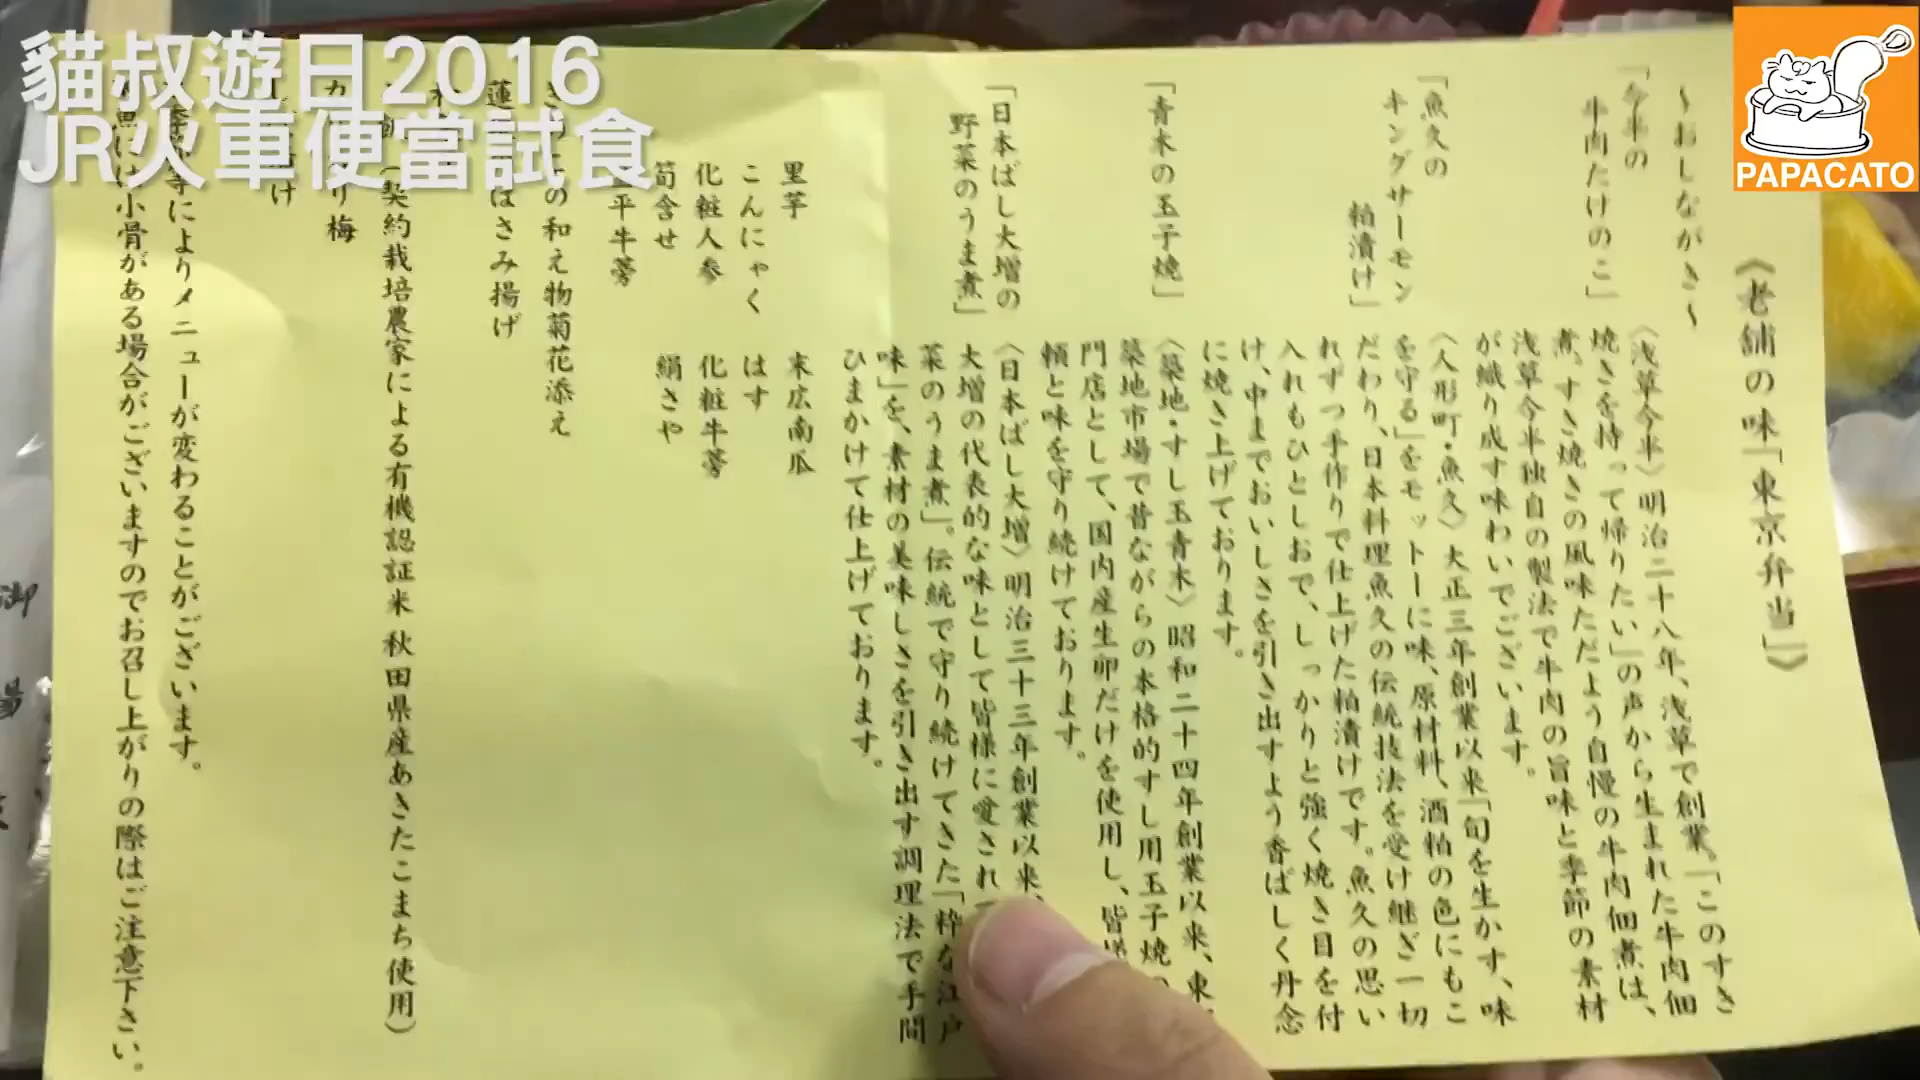 貓叔遊日2016
JR火車便當試食
PAPACATO
《老舗の味「東京弁当」》
〜おしながき〜
「今半の
牛肉たけのこ」
〈浅草今半〉明治二十八年、浅草で創業。「このすき
焼きを持って帰りたい」の声から生まれた牛肉佃
煮。すき焼きの風味ただよう自慢の牛肉佃煮は、
浅草今半独自の製法で牛肉の旨味と季節の素材
が織り成す味わいでございます。
「魚久の
キングサーモン
粕漬け」
〈人形町・魚久〉大正三年創業以来「旬を生かす、味
を守る」をモットーに味、原材料、酒粕の色にもこ
だわり、日本料理魚久の伝統技法を受け継ぎ一切
れずつ手作りで仕上げた粕漬けです。魚久の思い
入れもひとしおで、しっかりと強く焼き目を付
け、中までおいしさを引き出すよう香ばしく丹念
に焼き上げております。
「青木の玉子焼」
〈築地・すし玉青木〉昭和二十四年創業以来、東
築地市場で昔ながらの本格的すし用玉子焼
門店として、国内産生卵だけを使用し、皆様
頼と味を守り続けております。
「日本ばし大増の
野菜のうま煮」
〈日本ばし大増〉明治三十三年創業以来、
大増の代表的な味として皆様に愛され
菜のうま煮」。伝統で守り続けてきた「粋な江戸
味」を、素材の美味しさを引き出す調理法で手間
ひまかけて仕上げております。
里芋 末広南瓜
こんにゃく はす
化粧人参 化粧牛蒡
筍含せ 絹さや
平牛蒡
の和え物菊花添え
蓮 はさみ揚げ
(契約栽培農家による有機認証米 秋田県産あきたこまち使用)
カ り梅
け
等によりメニューが変わることがございます。
魚には小骨がある場合がございますのでお召し上がりの際はご注意下さい。